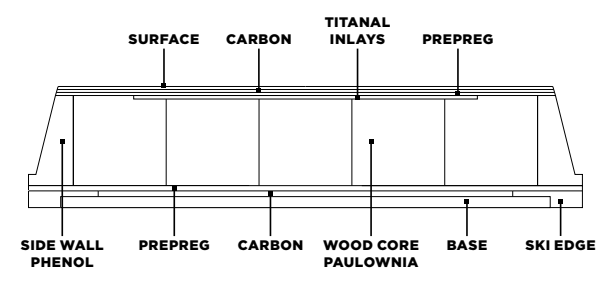 SURFACE
CARBON
TITANAL
INLAYS
PREPREG
SIDE WALL
PHENOL
PREPREG
CARBON
WOOD CORE
PAULOWNIA
BASE
SKI EDGE